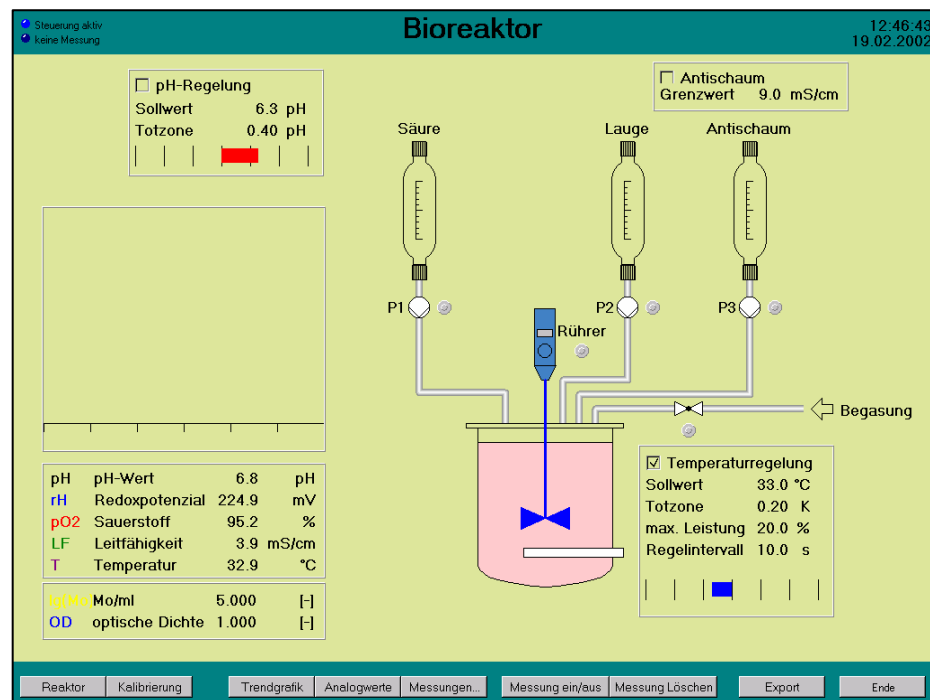 Steuerung aktiv
keine Messung
Bioreaktor
12:46:43
19.02.2002
pH-Regelung
Sollwert 6.3 pH
Totzone 0.40 pH
Antischaum
Grenzwert 9.0 mS/cm
Säure
Lauge
Antischaum
P1
P2
P3
Rührer
Begasung
pH pH-Wert 6.8 pH
rH Redoxpotenzial 224.9 mV
pO2 Sauerstoff 95.2 %
LF Leitfähigkeit 3.9 mS/cm
T Temperatur 32.9 °C
lg(Mo) Mo/ml 5.000 [-]
OD optische Dichte 1.000 [-]
Temperaturregelung
Sollwert 33.0 °C
Totzone 0.20 K
max. Leistung 20.0 %
Regelintervall 10.0 s
Reaktor Kalibrierung Trendgrafik Analogwerte Messungen... Messung ein/aus Messung Löschen Export Ende